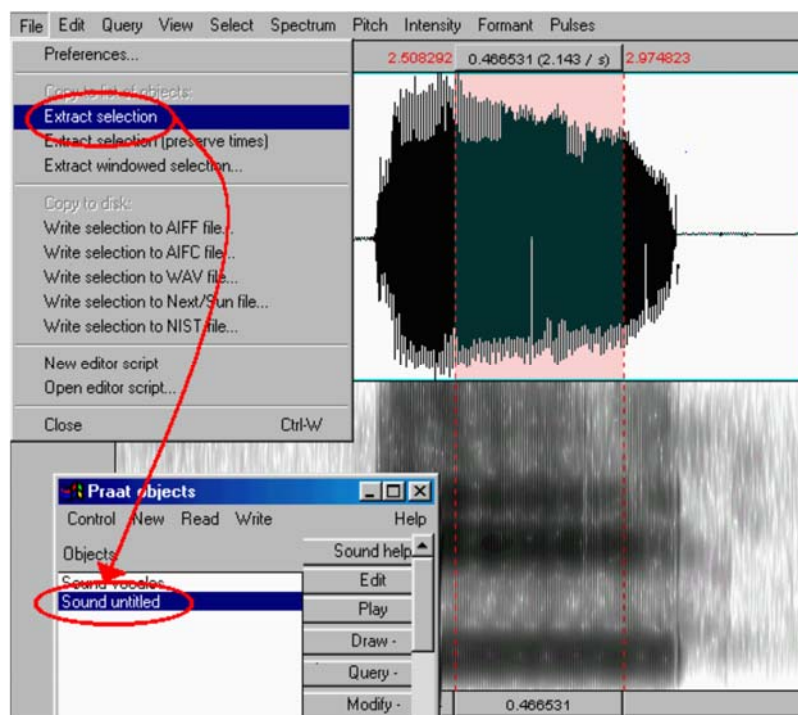 File Edit Query View Select Spectrum Pitch Intensity Formant Pulses
Preferences...
2.508292 0.466531 (2.143 / s) 2.974823
Copy to list of objects:
Extract selection
Extract selection (preserve times)
Extract windowed selection...
Copy to disk:
Write selection to AIFF file...
Write selection to AIFC file...
Write selection to WAV file...
Write selection to Next/Sun file...
Write selection to NIST file...
New editor script
Open editor script...
Close Ctrl-W
Praat objects
Control New Read Write Help
Objects
Sound help
Sound vocales
Sound untitled
Edit
Play
Draw -
Query -
Modify -
0.466531